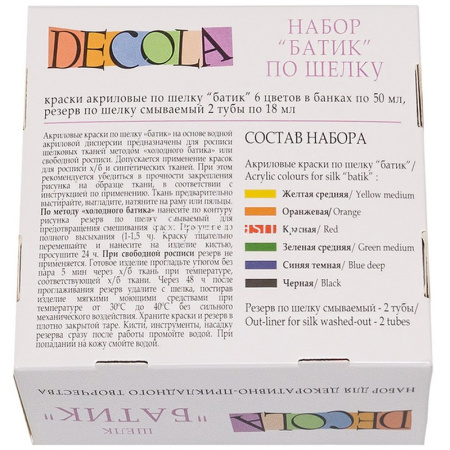 DECOLA
НАБОР
"БАТИК"
ПО ШЕЛКУ
краски акриловые по шелку "батик" 6 цветов в банках по 50 мл,
резерв по шелку смываемый 2 тубы по 18 мл
Акриловые краски по шелку «батик» на основе водной
акриловой дисперсии предназначены для росписи
шелковых тканей методом «холодного батика» или
свободной росписи. Допускается применение красок
для росписи х/б и синтетических тканей. При этом
рекомендуется убедиться в прочности закрепления
рисунка на образце ткани, в соответствии с
инструкцией по применению. Ткань предварительно
выстирайте, выгладите, натяните на раму или пяльцы.
По методу «холодного батика» нанесите по контуру
рисунка резерв по шелку смываемый для
предотвращения смешивания красок. Просушите до
полного высыхания (1-1,5 ч). Краску тщательно
перемешайте и нанесите на изделие кистью,
просушите 24 ч. При свободной росписи резерв не
применяется. Готовое изделие прогладьте утюгом без
пара 5 мин через х/б ткань при температуре,
соответствующей х/б ткани. Через 48 ч после
проглаживания резерв удалите с шелка, постирав
изделие мягкими моющими средствами при
температуре от 30°С до 40°С без сильного
механического воздействия. Храните краски и резерв в
плотно закрытой таре. Кисти, инструменты, насадку
резерва сразу после работы промойте водой. При
необходимости краски разбавляйте водой.
СОСТАВ НАБОРА
Акриловые краски по шелку "батик"/
Acrylic colours for silk "batik":
Желтая средняя/ Yellow medium
Оранжевая/ Orange
Красная/ Red
Зеленая средняя/ Green medium
Синяя темная/ Blue deep
Черная/ Black
Резерв по шелку смываемый - 2 тубы/
Out-liner for silk washed-out - 2 tubes
НАБОР ДЛЯ ДЕКОРАТИВНО-ПРИКЛАДНОГО ТВОРЧЕСТВА
DECOLA
ШЕЛК
"БАТИК"